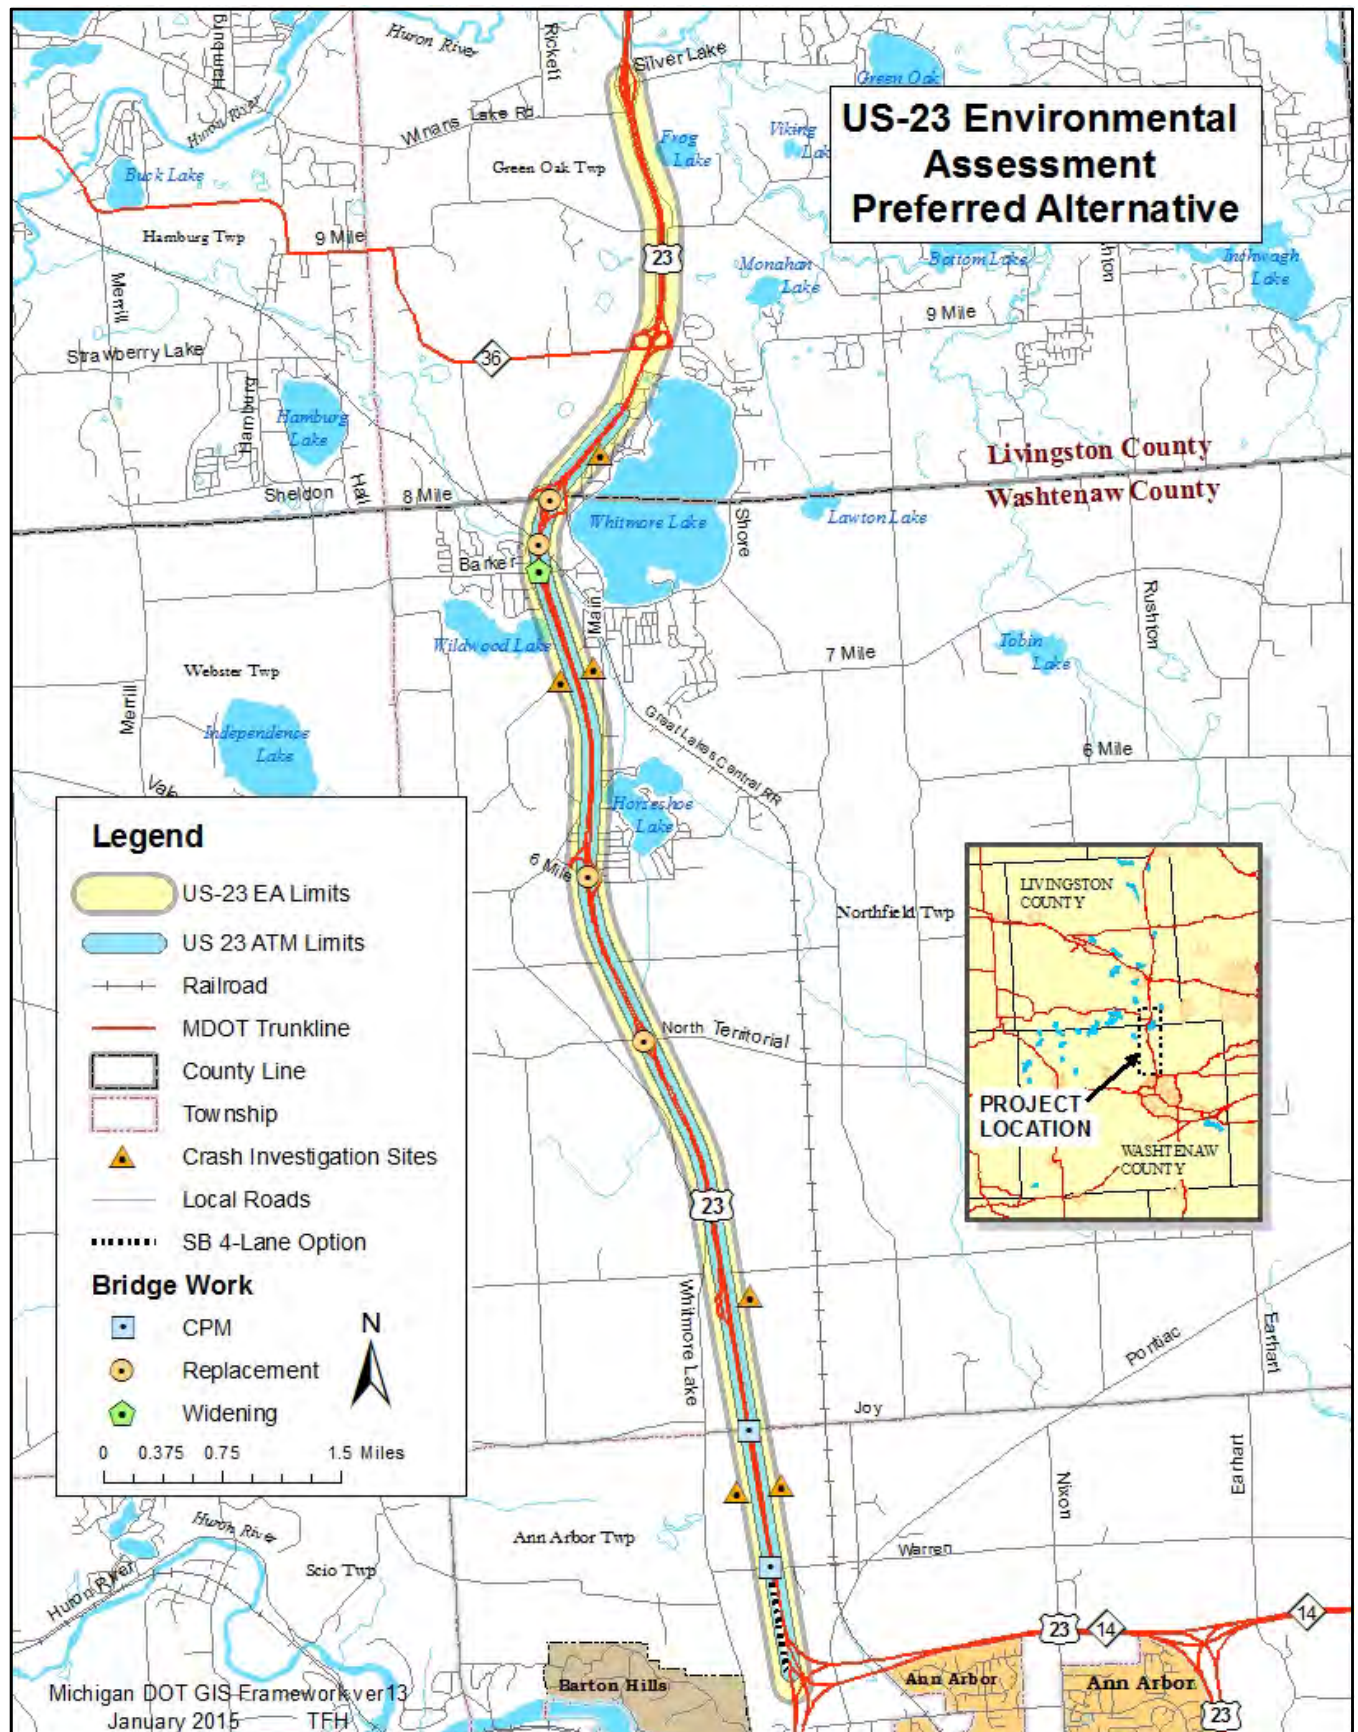 Huron River
Rickett
Hamburg
Silver Lake
Green Oak
US-23 Environmental
Assessment
Preferred Alternative
Huron River
Winans Lake Rd
Frog
Lake
Viking
Green Oak Twp
Buck Lake
Hamburg Twp
9 Mile
23
Monahan
Lake
Bottom Lake
Inchwagh
Lake
Merrill
9 Mile
Strawberry Lake
36
Hamburg
Hamburg
Lake
Livingston County
Washtenaw County
Sheldon
Hall
8 Mile
Whitmore Lake
Shore
Lawton Lake
Barker
Main
Rushton
Wildwood Lake
7 Mile
Tobin
Lake
Webster Twp
Merrill
Independence
Lake
Great Lakes Central RR
6 Mile
Horseshoe
Lake
6 Mile
Northfield Twp
Legend
US-23 EA Limits
US 23 ATM Limits
Railroad
MDOT Trunkline
County Line
Township
Crash Investigation Sites
Local Roads
SB 4-Lane Option
Bridge Work
CPM
Replacement
Widening
N
0 0.375 0.75 1.5 Miles
LIVINGSTON
COUNTY
PROJECT
LOCATION
WASHTENAW
COUNTY
North Territorial
23
Whitmore Lake
Pontiac
Earhart
Joy
Nixon
Earhart
Huron River
Ann Arbor Twp
Warren
Scio Twp
Huron River
23
14
14
Barton Hills
Ann Arbor
Ann Arbor
23
Michigan DOT GIS Framework ver13
January 2015 TFH